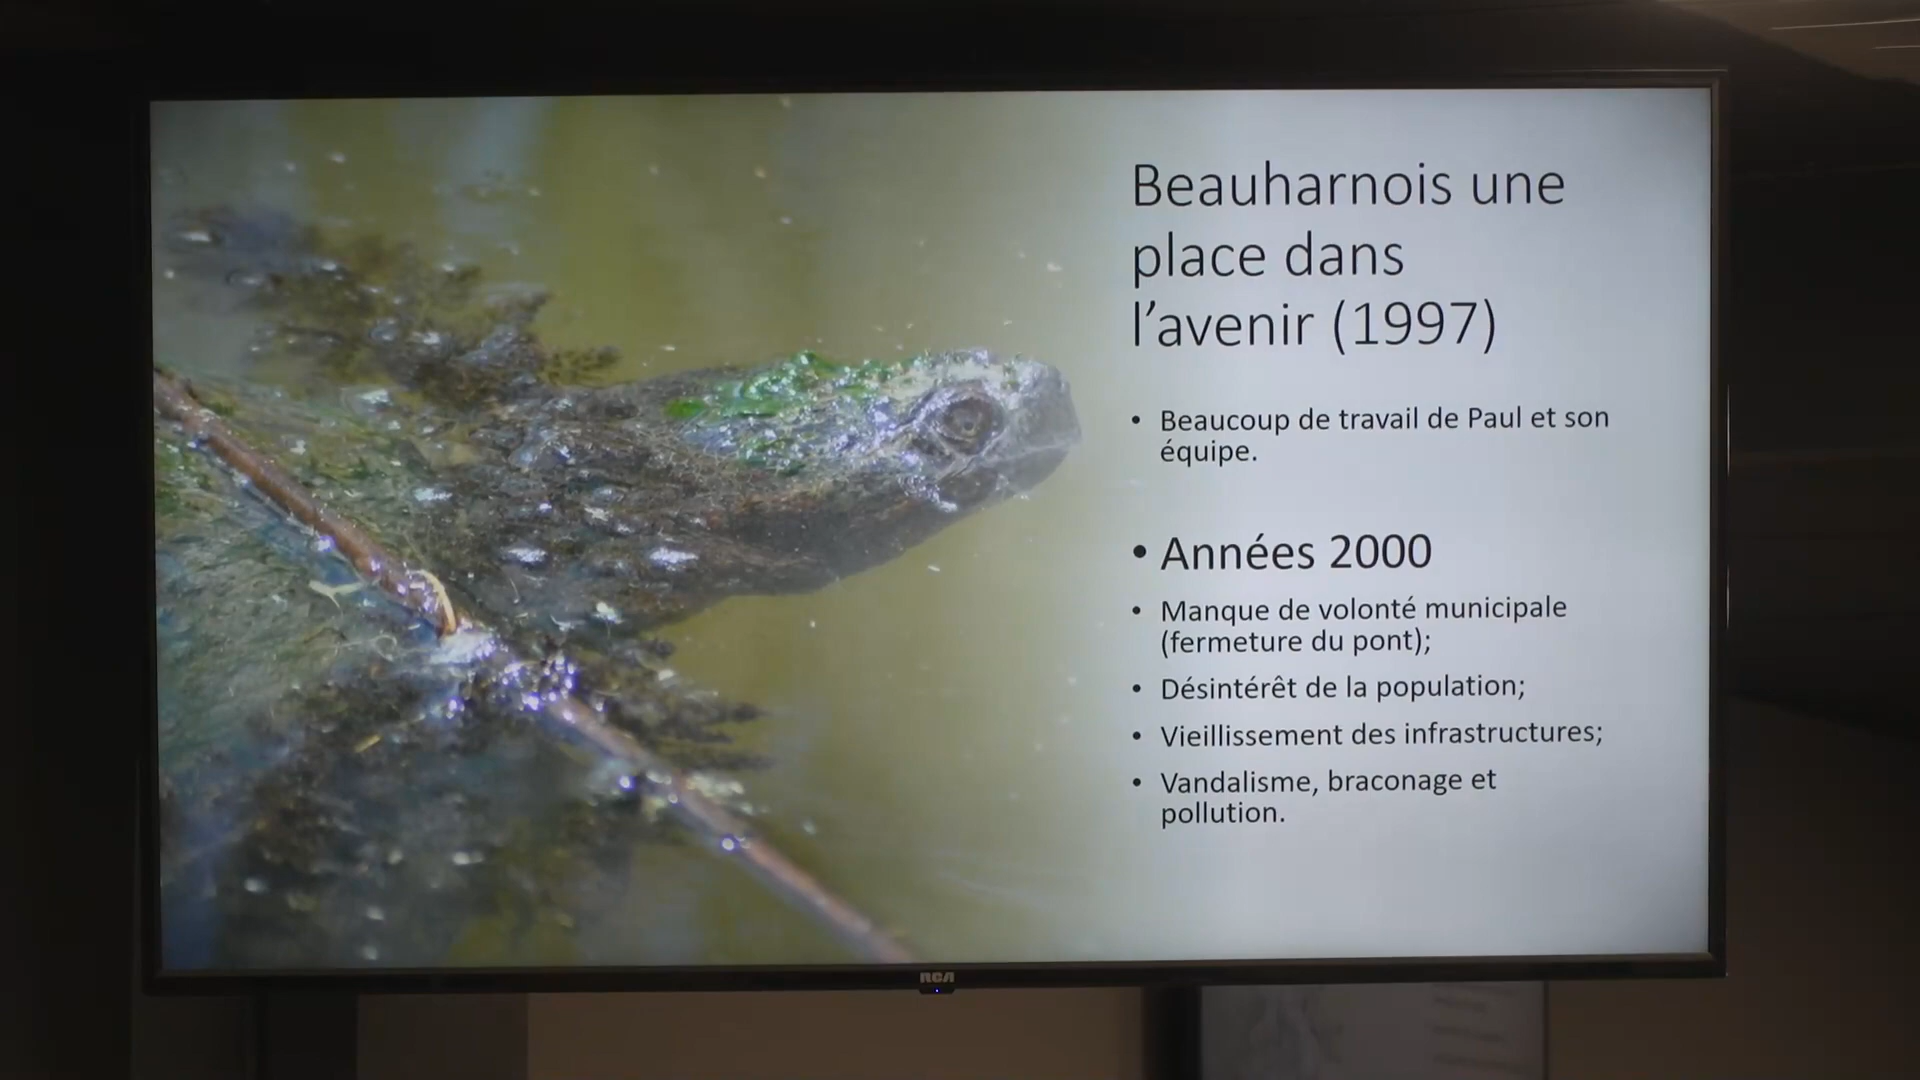 Beauharnois une
place dans
l’avenir (1997)
• Beaucoup de travail de Paul et son
équipe.
• Années 2000
• Manque de volonté municipale
(fermeture du pont);
• Désintérêt de la population;
• Vieillissement des infrastructures;
• Vandalisme, braconage et
pollution.
RCA